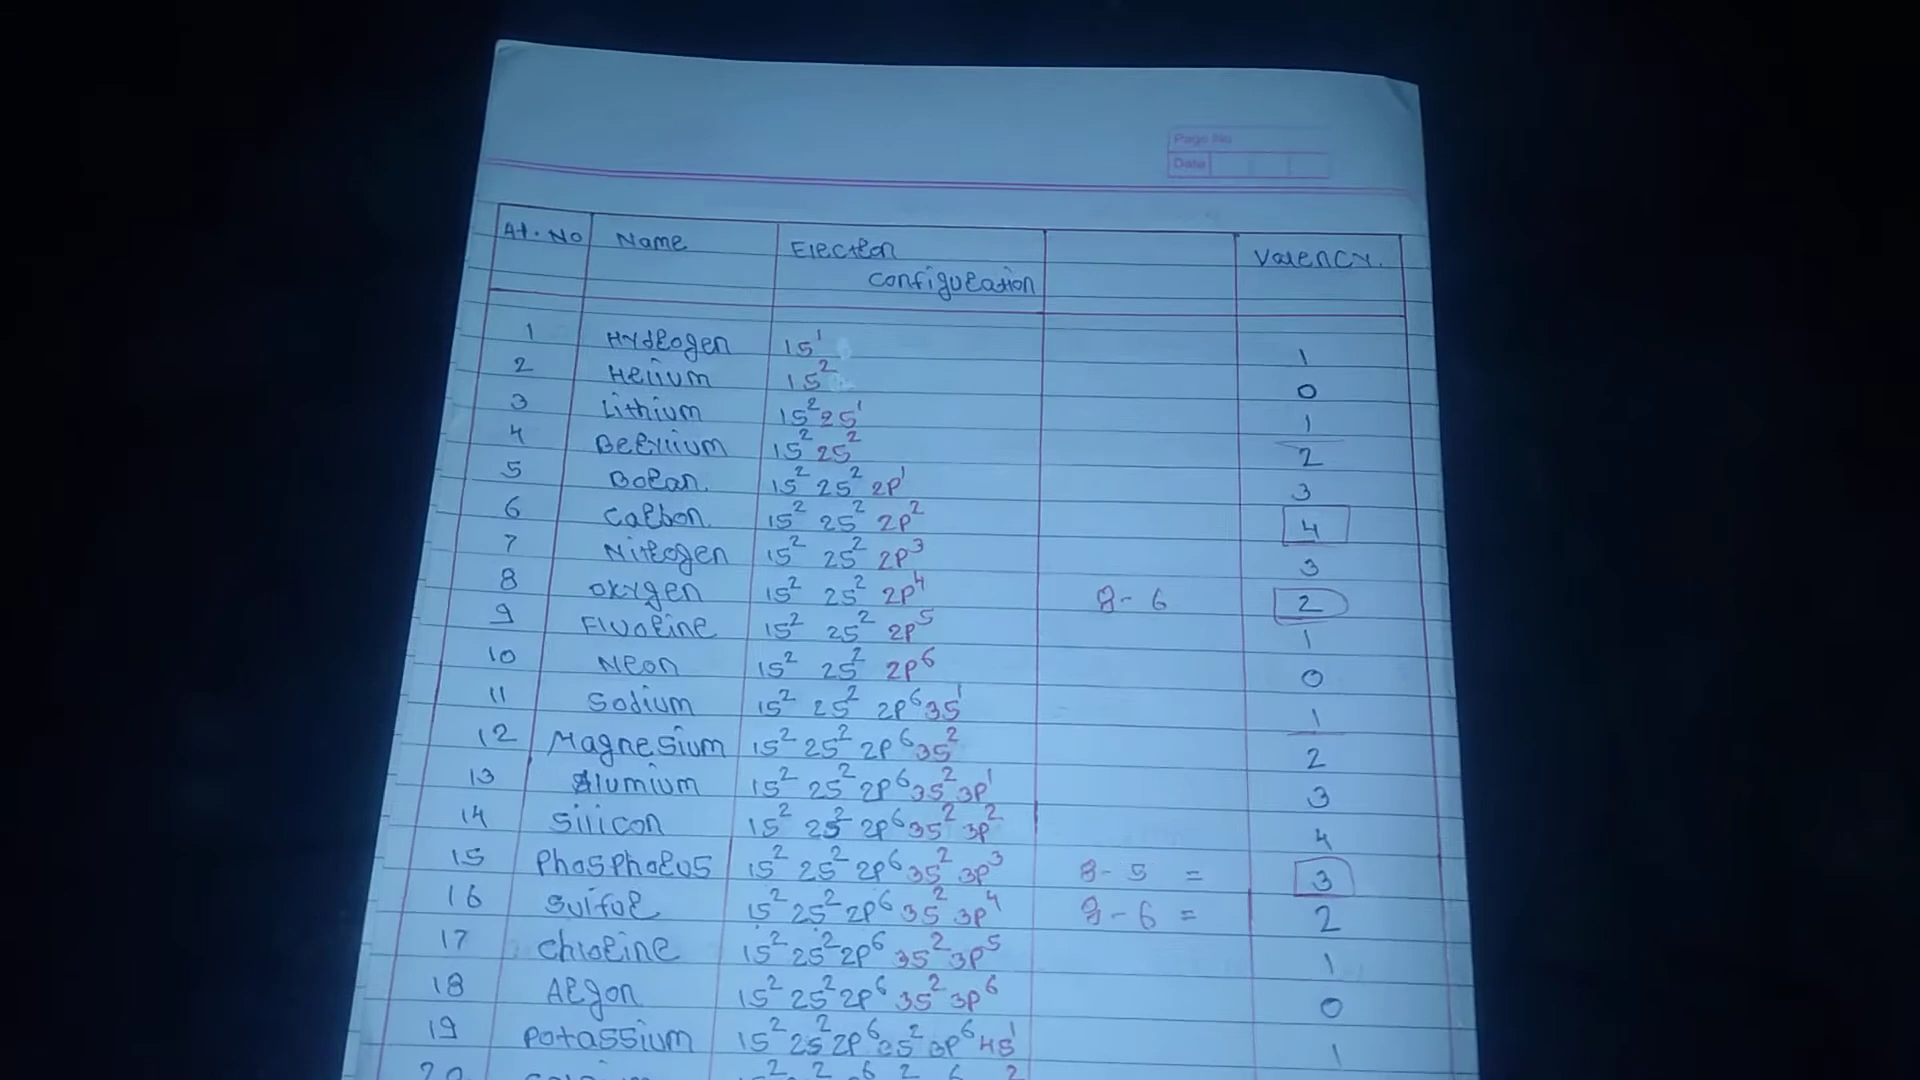 Page No
Date
At. No Name Electron Valency.
configuration
1 Hydrogen 1s¹ 1
2 Helium 1s² 0
3 Lithium 1s² 2s¹ 1
4 Berylium 1s² 2s² 2
5 Boran. 1s² 2s² 2p¹ 3
6 Carbon. 1s² 2s² 2p² 4
7 Nitrogen 1s² 2s² 2p³ 3
8 Oxygen 1s² 2s² 2p⁴ 8 - 6 2
9 Fluorine 1s² 2s² 2p⁵ 1
10 Neon 1s² 2s² 2p⁶ 0
11 Sodium 1s² 2s² 2p⁶ 3s¹ 1
12 Magnesium 1s² 2s² 2p⁶ 3s² 2
13 Alumium 1s² 2s² 2p⁶ 3s² 3p¹ 3
14 Silicon 1s² 2s² 2p⁶ 3s² 3p² 4
15 Phosphorus 1s² 2s² 2p⁶ 3s² 3p³ 8 - 5 = 3
16 Sulfur 1s² 2s² 2p⁶ 3s² 3p⁴ 8 - 6 = 2
17 Chlorine 1s² 2s² 2p⁶ 3s² 3p⁵ 1
18 Argon 1s² 2s² 2p⁶ 3s² 3p⁶ 0
19 Potassium 1s² 2s² 2p⁶ 3s² 3p⁶ 4s¹ 1
20